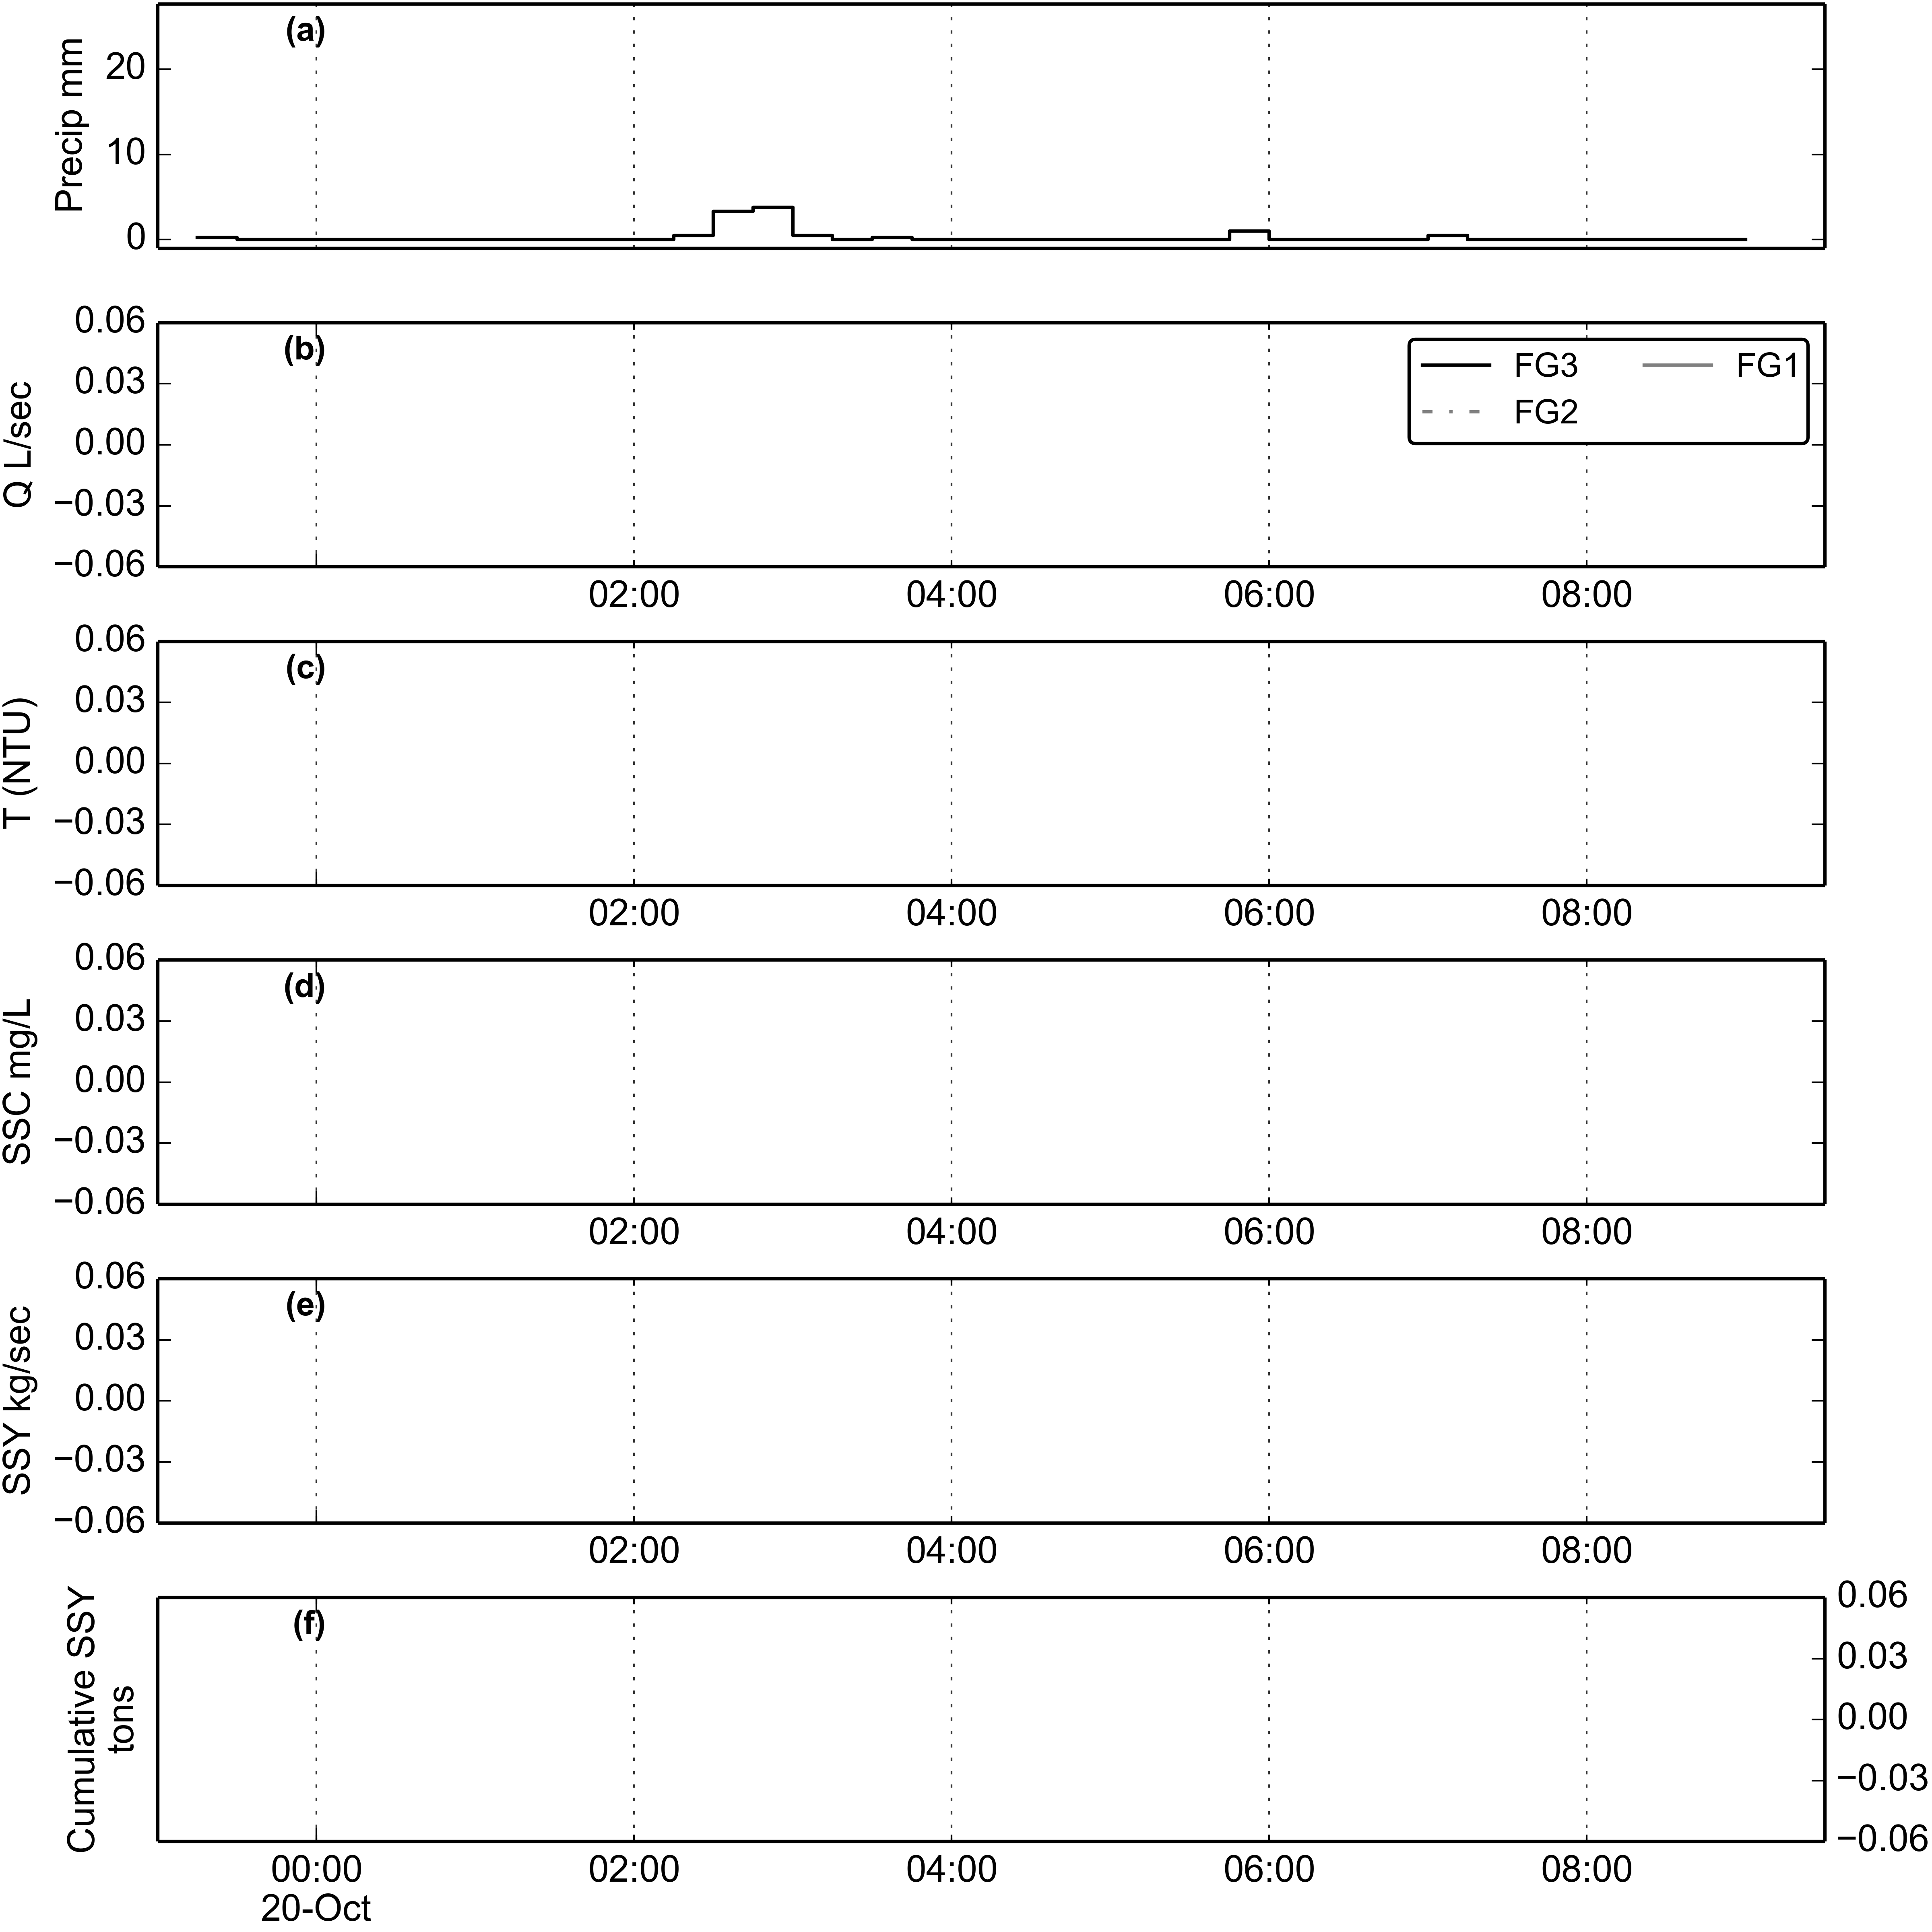 (a)
Precip mm
20
10
0
(b)
Q L/sec
0.06
0.03
0.00
−0.03
−0.06
FG3 FG1
FG2
02:00 04:00 06:00 08:00
(c)
T (NTU)
0.06
0.03
0.00
−0.03
−0.06
02:00 04:00 06:00 08:00
(d)
SSC mg/L
0.06
0.03
0.00
−0.03
−0.06
02:00 04:00 06:00 08:00
(e)
SSY kg/sec
0.06
0.03
0.00
−0.03
−0.06
02:00 04:00 06:00 08:00
(f)
Cumulative SSY
tons
0.06
0.03
0.00
−0.03
−0.06
00:00 02:00 04:00 06:00 08:00
20-Oct